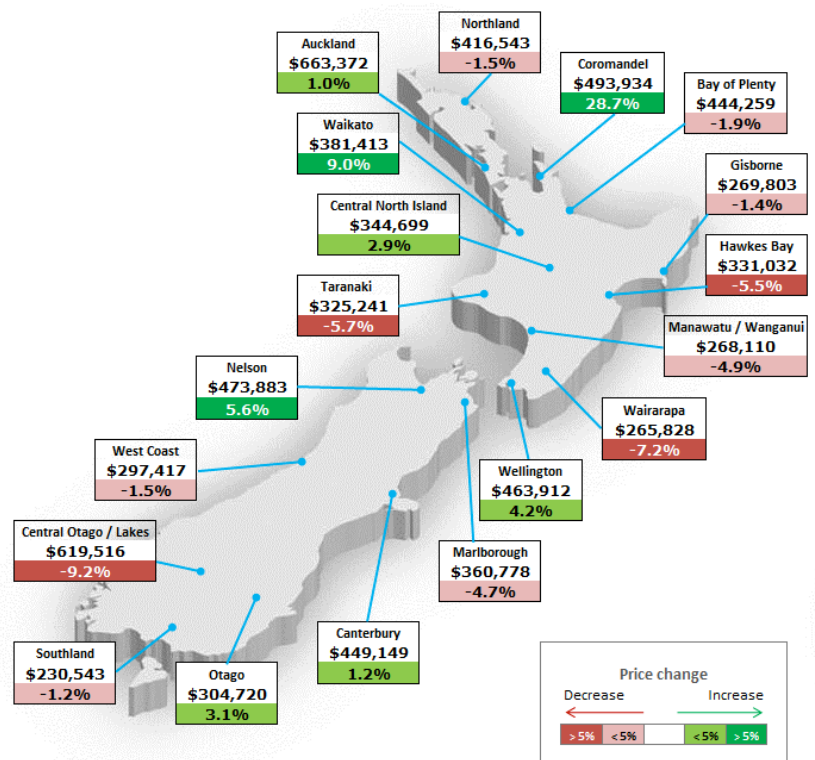 Northland
$416,543
-1.5%
Auckland
$663,372
1.0%
Coromandel
$493,934
28.7%
Bay of Plenty
$444,259
-1.9%
Waikato
$381,413
9.0%
Gisborne
$269,803
-1.4%
Central North Island
$344,699
2.9%
Hawkes Bay
$331,032
-5.5%
Taranaki
$325,241
-5.7%
Manawatu / Wanganui
$268,110
-4.9%
Nelson
$473,883
5.6%
Wairarapa
$265,828
-7.2%
West Coast
$297,417
-1.5%
Wellington
$463,912
4.2%
Central Otago / Lakes
$619,516
-9.2%
Marlborough
$360,778
-4.7%
Canterbury
$449,149
1.2%
Southland
$230,543
-1.2%
Otago
$304,720
3.1%
Price change
Decrease Increase
> 5% < 5% < 5% > 5%